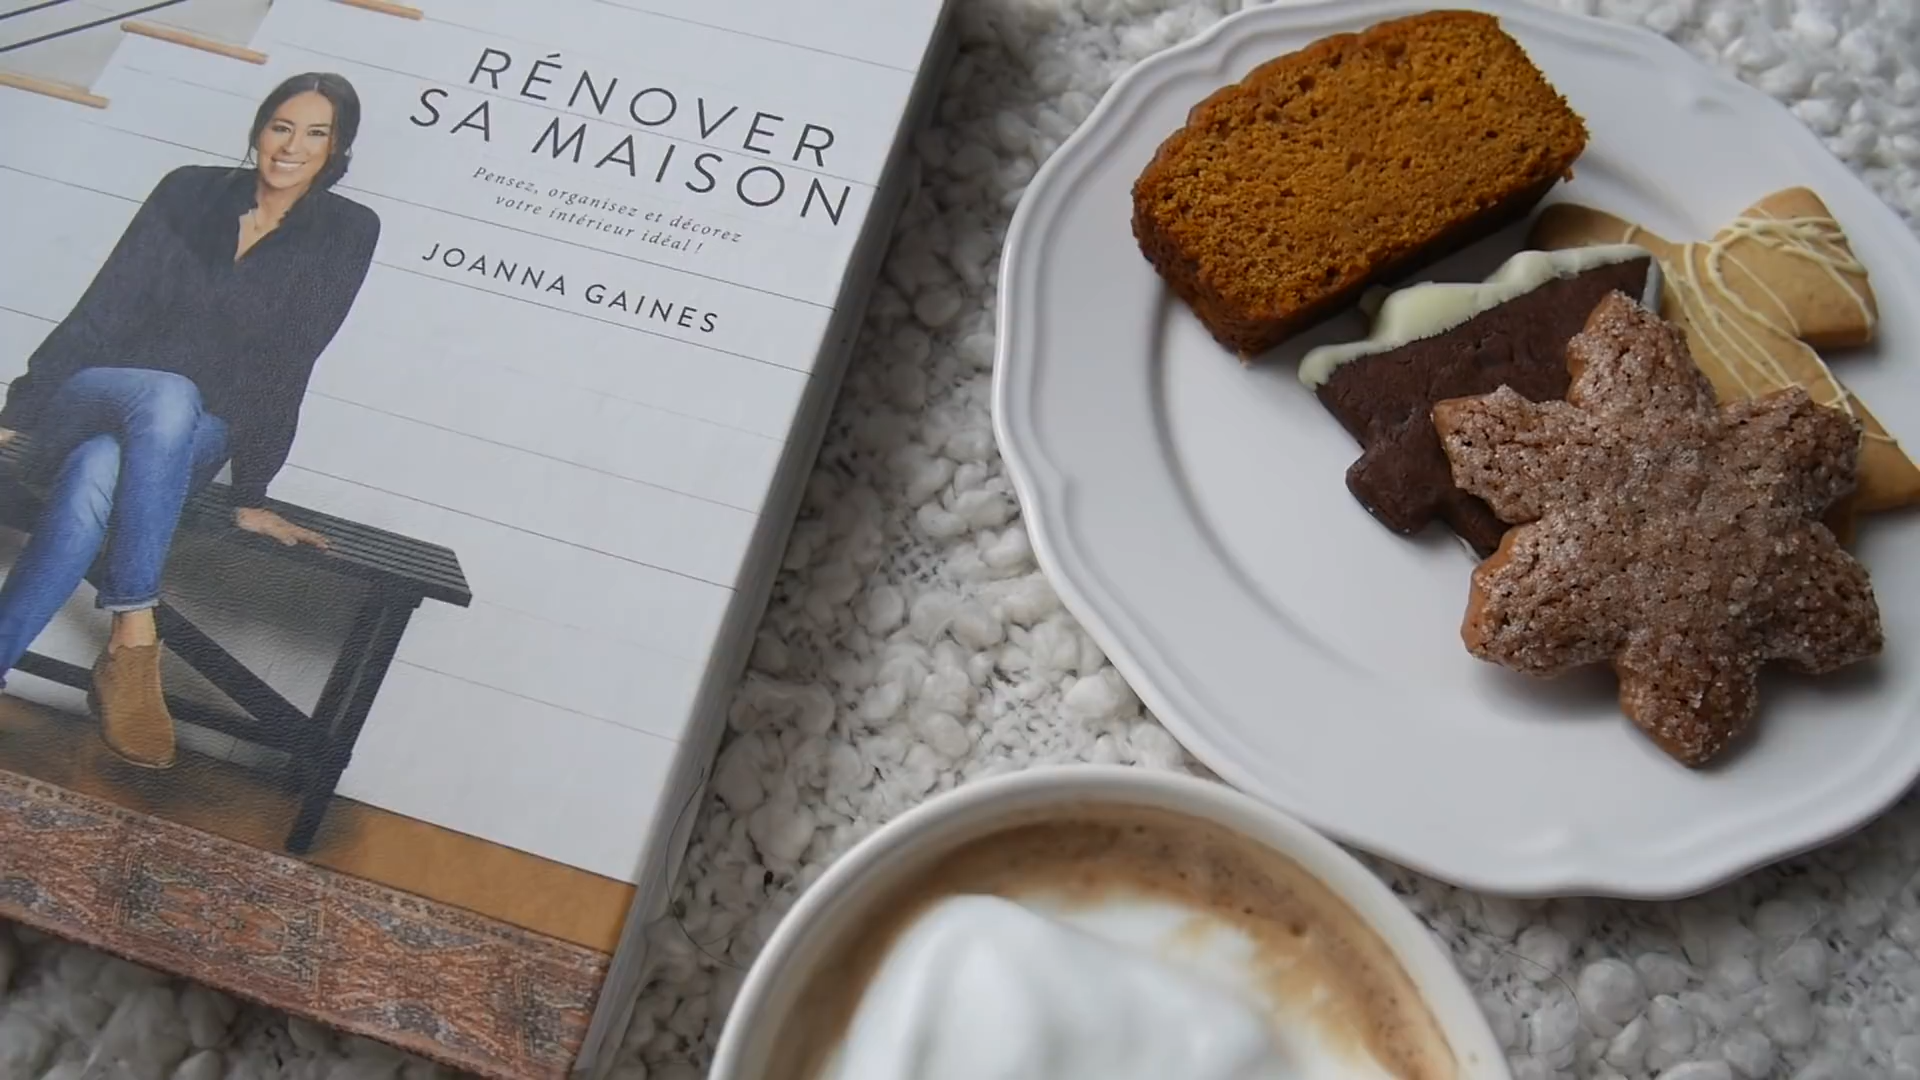 RÉNOVER
SA MAISON
Pensez, organisez et décorez
votre intérieur idéal !
JOANNA GAINES